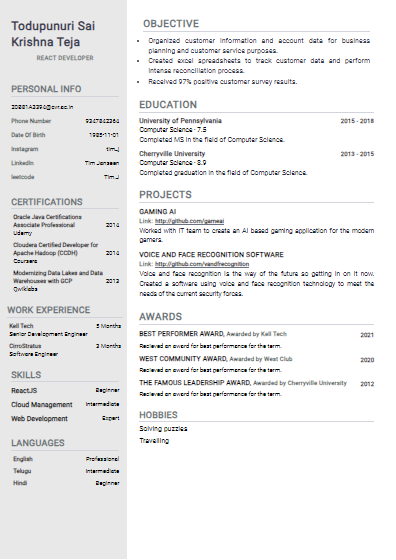 Todupunuri Sai
Krishna Teja
REACT DEVELOPER
PERSONAL INFO
20881A3394@cvr.ac.in
Phone Number 9347842364
Date Of Birth 1985-11-01
Instagram timJ
LinkedIn Tim Janssen
leetcode Tim.J
CERTIFICATIONS
Oracle Java Certifications
Associate Professional 2014
Udemy
Cloudera Certified Developer for
Apache Hadoop (CCDH) 2014
Coursera
Modernizing Data Lakes and Data
Warehouses with GCP 2013
Qwiklabs
WORK EXPERIENCE
Kell Tech 5 Months
Senior Development Engineer
CirroStratus 3 Months
Software Engineer
SKILLS
ReactJS Beginner
Cloud Management Intermediate
Web Development Expert
LANGUAGES
English Professional
Telugu Intermediate
Hindi Beginner
OBJECTIVE
• Organized customer information and account data for business
planning and customer service purposes.
• Created excel spreadsheets to track customer data and perform
intense reconciliation process.
• Received 97% positive customer survey results.
EDUCATION
University of Pennsylvania 2015 - 2018
Computer Science - 7.5
Completed MS in the field of Computer Science.
Cherryville University 2013 - 2015
Computer Science - 8.9
Completed graduation in the field of Computer Science.
PROJECTS
GAMING AI
Link: http://github.com/gameai
Worked with IT team to create an AI based gaming application for the modern
gamers.
VOICE AND FACE RECOGNITION SOFTWARE
Link: http://github.com/vandfrecognition
Voice and face recognition is the way of the future so getting in on it now.
Created a software using voice and face recognition technology to meet the
needs of the current security forces.
AWARDS
BEST PERFORMER AWARD, Awarded by Kell Tech 2021
Recieved an award for best performance for the term.
WEST COMMUNITY AWARD, Awarded by West Club 2020
Recieved an award for best performance for the term.
THE FAMOUS LEADERSHIP AWARD, Awarded by Cherryville University 2012
Recieved an award for best performance for the term.
HOBBIES
Solving puzzles
Travelling